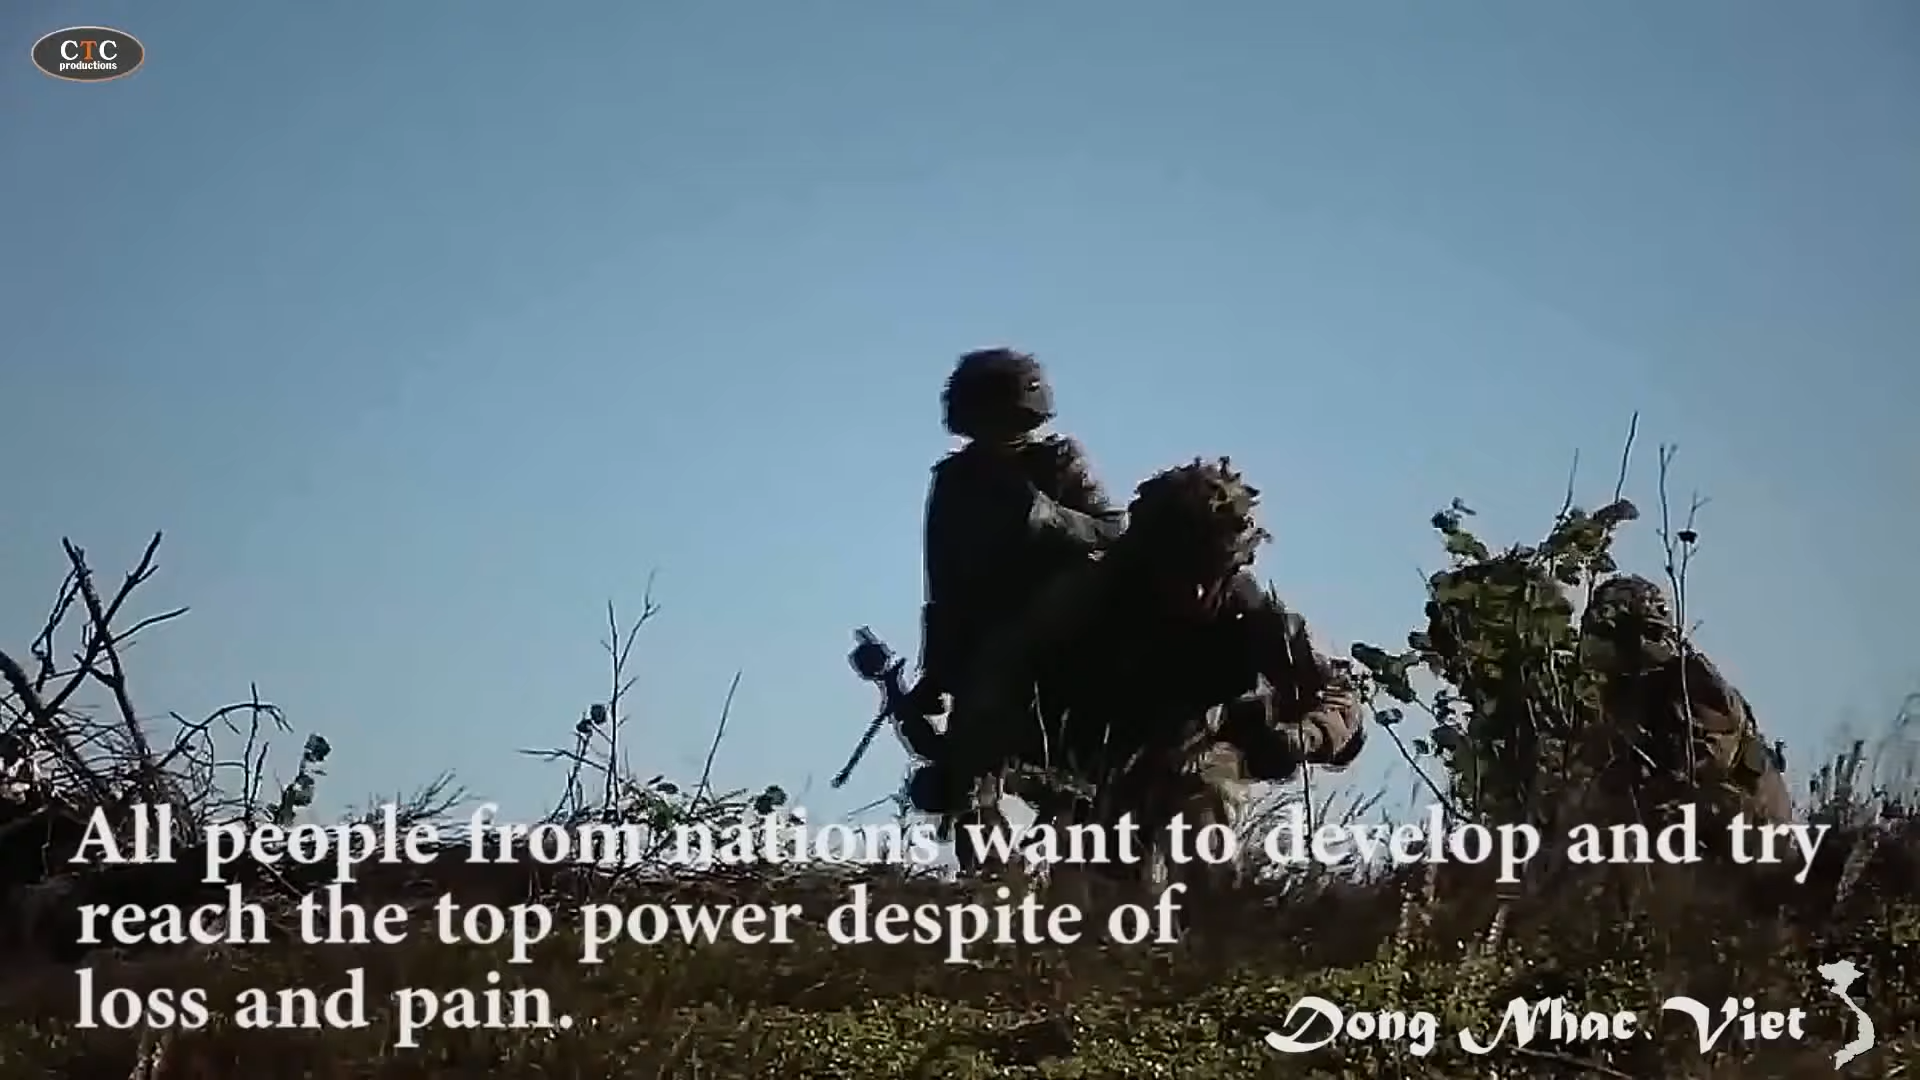 CTC
productions
All people from nations want to develop and try
reach the top power despite of
loss and pain.
Dong Nhac Viet